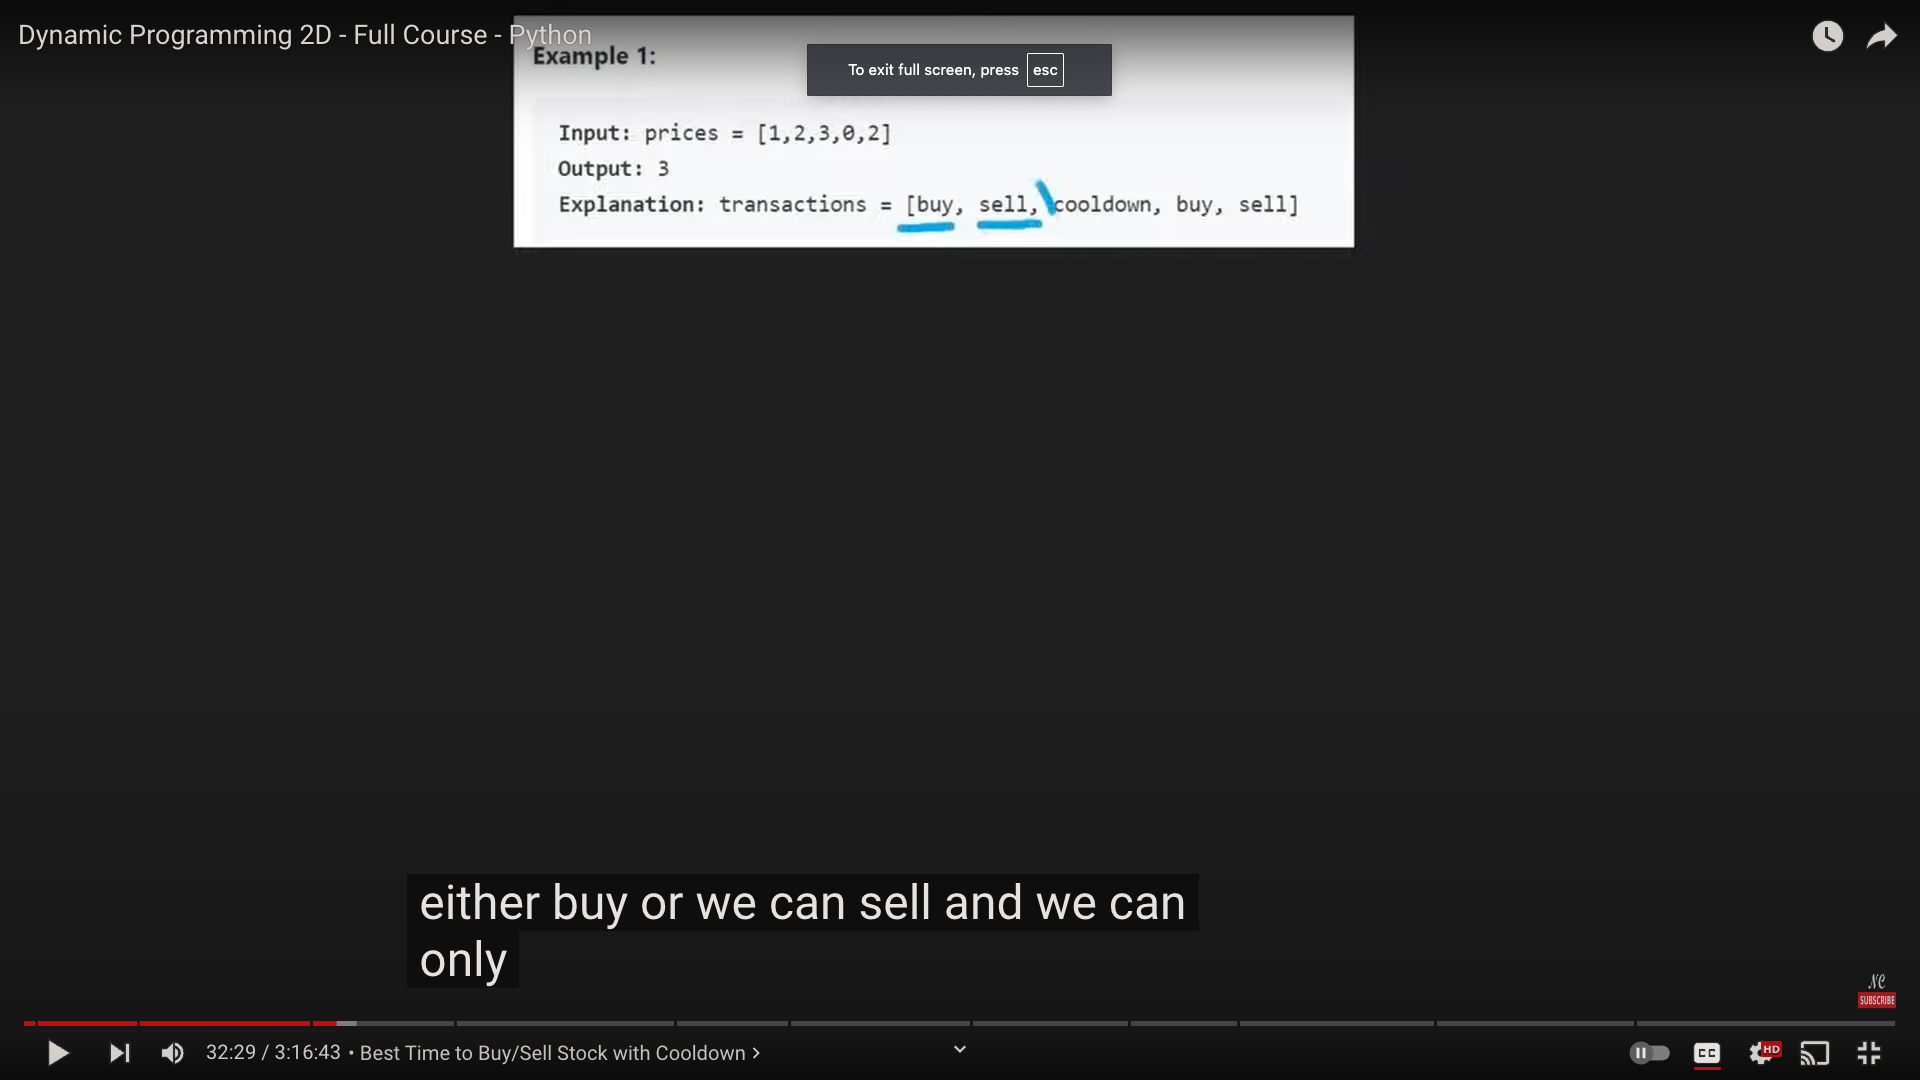 Dynamic Programming 2D - Full Course - Python
To exit full screen, press esc
Example 1:
Input: prices = [1,2,3,0,2]
Output: 3
Explanation: transactions = [buy, sell, cooldown, buy, sell]
either buy or we can sell and we can
only
NC
SUBSCRIBE
32:29 / 3:16:43 • Best Time to Buy/Sell Stock with Cooldown >
CC
HD